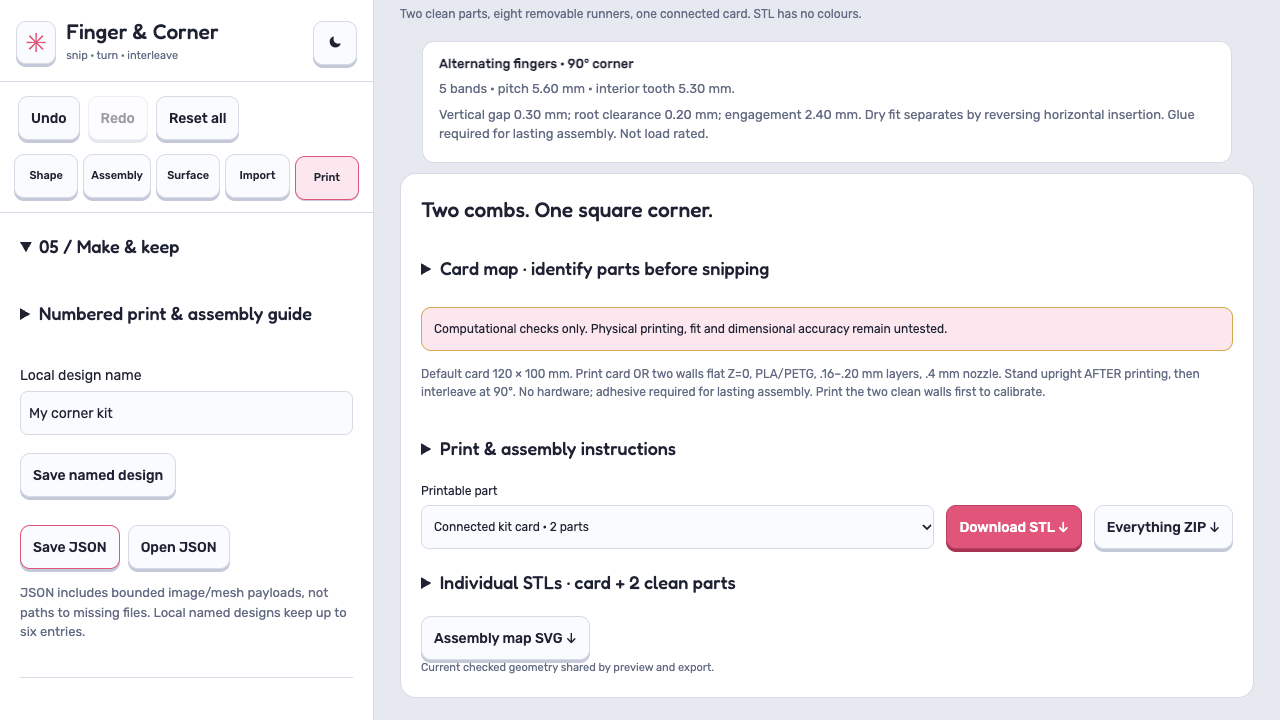 Finger & Corner
snip • turn • interleave
Undo
Redo
Reset all
Shape
Assembly
Surface
Import
Print
05 / Make & keep
Numbered print & assembly guide
Local design name
My corner kit
Save named design
Save JSON
Open JSON
JSON includes bounded image/mesh payloads, not
paths to missing files. Local named designs keep up to
six entries.
Two clean parts, eight removable runners, one connected card. STL has no colours.
Alternating fingers • 90° corner
5 bands • pitch 5.60 mm • interior tooth 5.30 mm.
Vertical gap 0.30 mm; root clearance 0.20 mm; engagement 2.40 mm. Dry fit separates by reversing horizontal insertion. Glue
required for lasting assembly. Not load rated.
Two combs. One square corner.
Card map · identify parts before snipping
Computational checks only. Physical printing, fit and dimensional accuracy remain untested.
Default card 120 × 100 mm. Print card OR two walls flat Z=0, PLA/PETG, .16–.20 mm layers, .4 mm nozzle. Stand upright AFTER printing, then
interleave at 90°. No hardware; adhesive required for lasting assembly. Print the two clean walls first to calibrate.
Print & assembly instructions
Printable part
Connected kit card • 2 parts
Download STL ↓
Everything ZIP ↓
Individual STLs · card + 2 clean parts
Assembly map SVG ↓
Current checked geometry shared by preview and export.